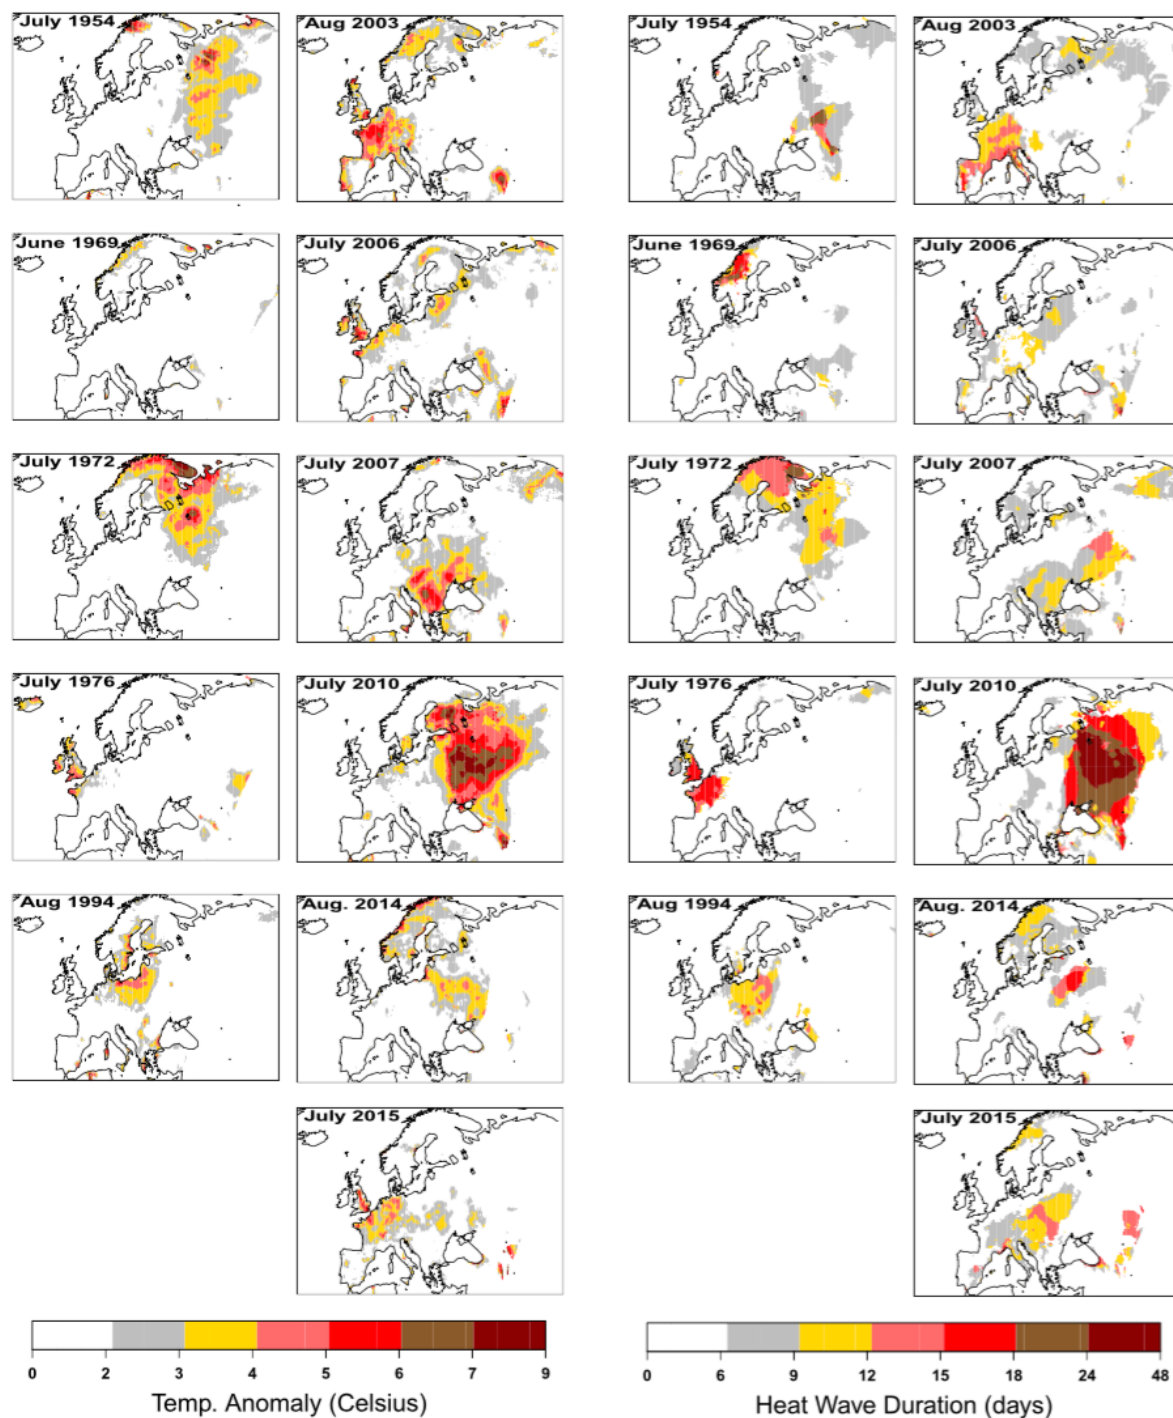 July 1954
Aug 2003
July 1954
Aug 2003
June 1969
July 2006
June 1969
July 2006
July 1972
July 2007
July 1972
July 2007
July 1976
July 2010
July 1976
July 2010
Aug 1994
Aug. 2014
Aug 1994
Aug. 2014
July 2015
July 2015
0 2 3 4 5 6 7 9
Temp. Anomaly (Celsius)
0 6 9 12 15 18 24 48
Heat Wave Duration (days)